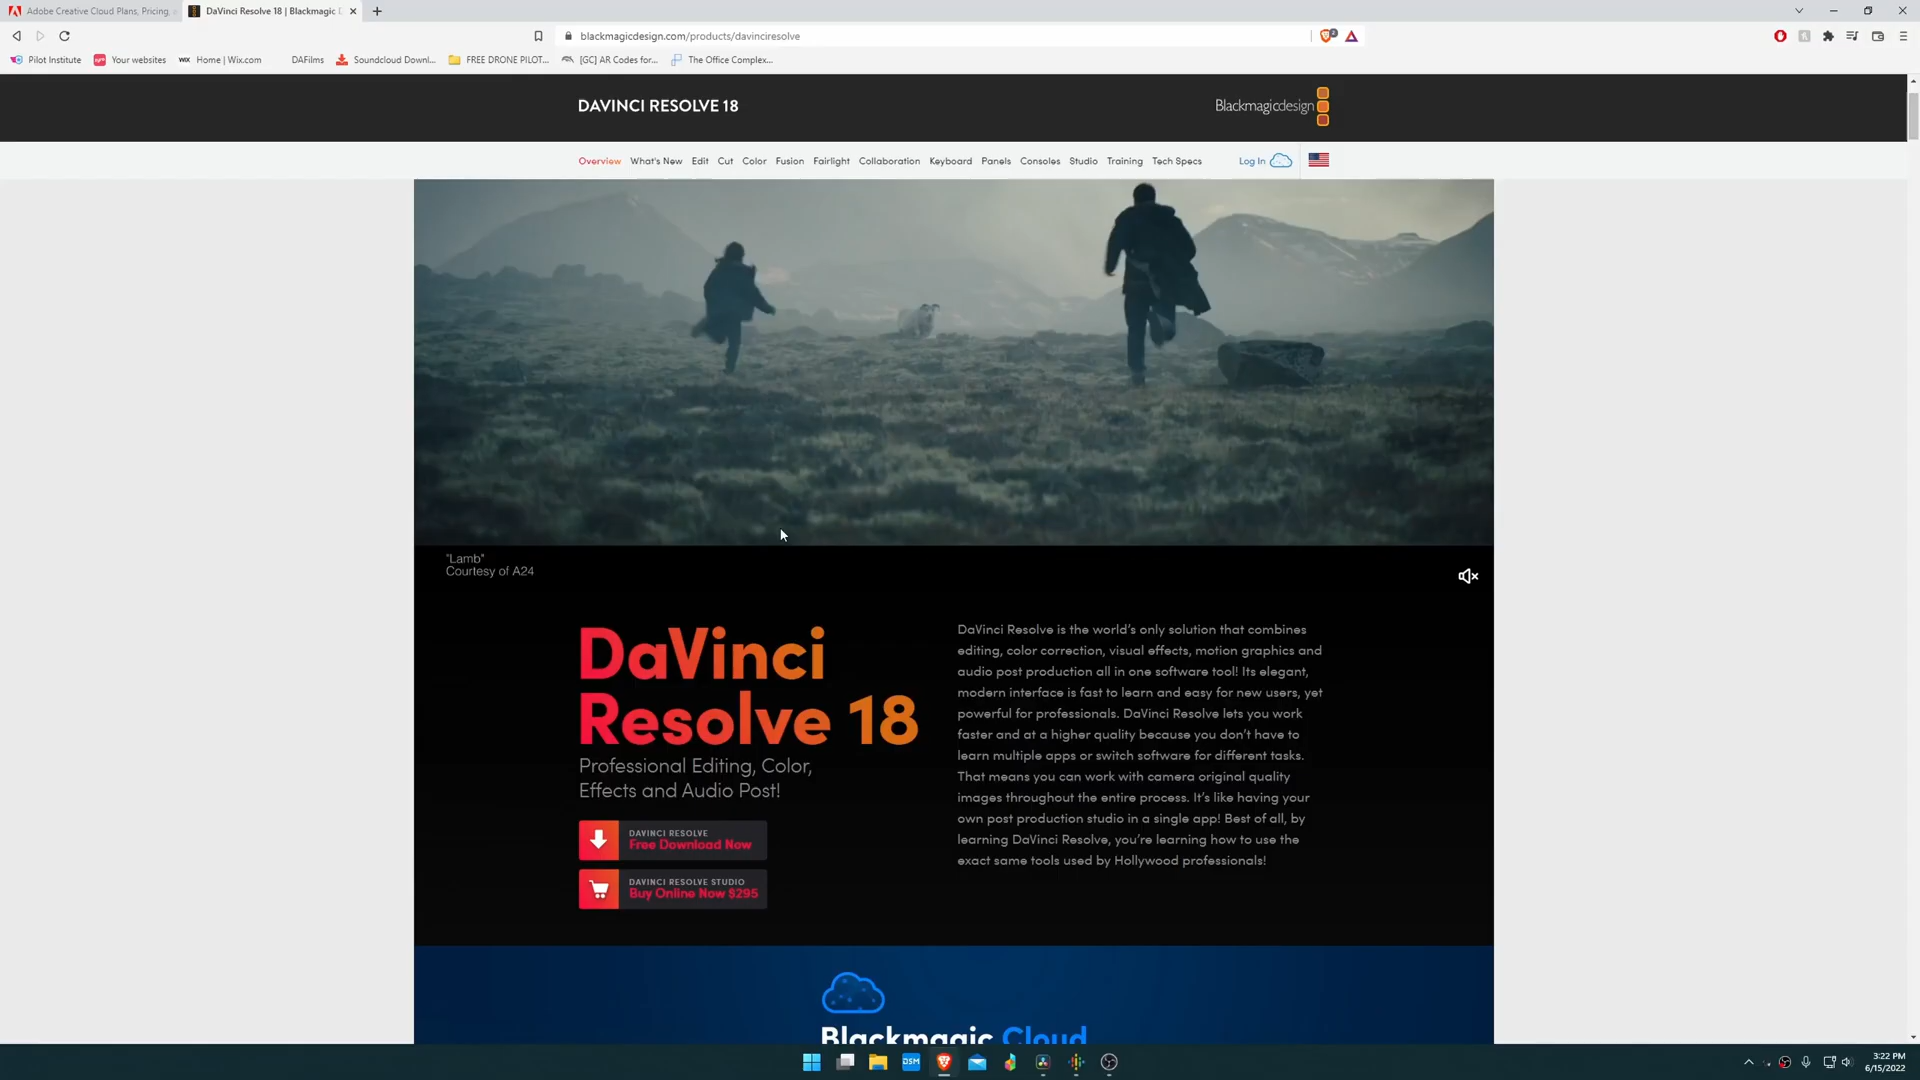 Adobe Creative Cloud Plans, Pricing,
DaVinci Resolve 18 | Blackmagic
blackmagicdesign.com/products/davinciresolve
2
Pilot Institute
Your websites
WIX Home | Wix.com
DAFilms
Soundcloud Downl...
FREE DRONE PILOT...
[GC] AR Codes for...
The Office Complex...
DAVINCI RESOLVE 18
Blackmagicdesign
Overview What's New Edit Cut Color Fusion Fairlight Collaboration Keyboard Panels Consoles Studio Training Tech Specs Log In
"Lamb"
Courtesy of A24
DaVinci
Resolve 18
Professional Editing, Color,
Effects and Audio Post!
DAVINCI RESOLVE
Free Download Now
DAVINCI RESOLVE STUDIO
Buy Online Now $295
DaVinci Resolve is the world's only solution that combines
editing, color correction, visual effects, motion graphics and
audio post production all in one software tool! Its elegant,
modern interface is fast to learn and easy for new users, yet
powerful for professionals. DaVinci Resolve lets you work
faster and at a higher quality because you don't have to
learn multiple apps or switch software for different tasks.
That means you can work with camera original quality
images throughout the entire process. It's like having your
own post production studio in a single app! Best of all, by
learning DaVinci Resolve, you're learning how to use the
exact same tools used by Hollywood professionals!
Blackmagic Cloud
DSM
3:22 PM
6/15/2022